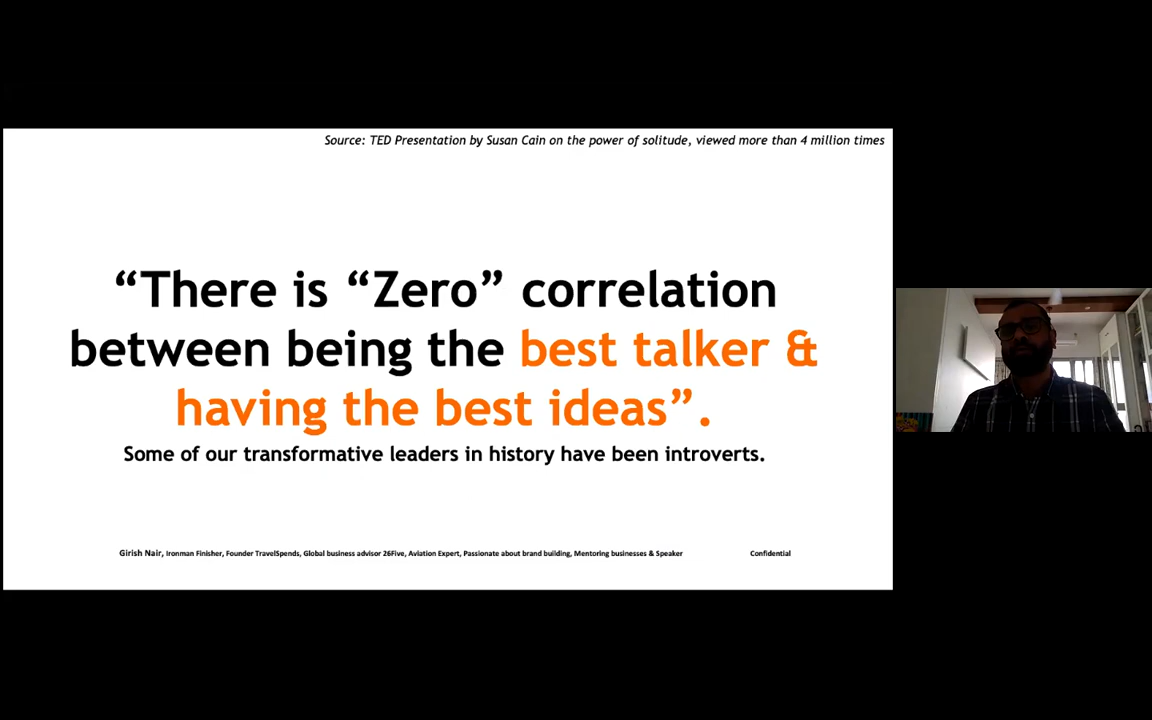 Source: TED Presentation by Susan Cain on the power of solitude, viewed more than 4 million times
“There is “Zero” correlation
between being the best talker &
having the best ideas”.
Some of our transformative leaders in history have been introverts.
Girish Nair, Ironman Finisher, Founder TravelSpends, Global business advisor 26Five, Aviation Expert, Passionate about brand building, Mentoring businesses & Speaker Confidential